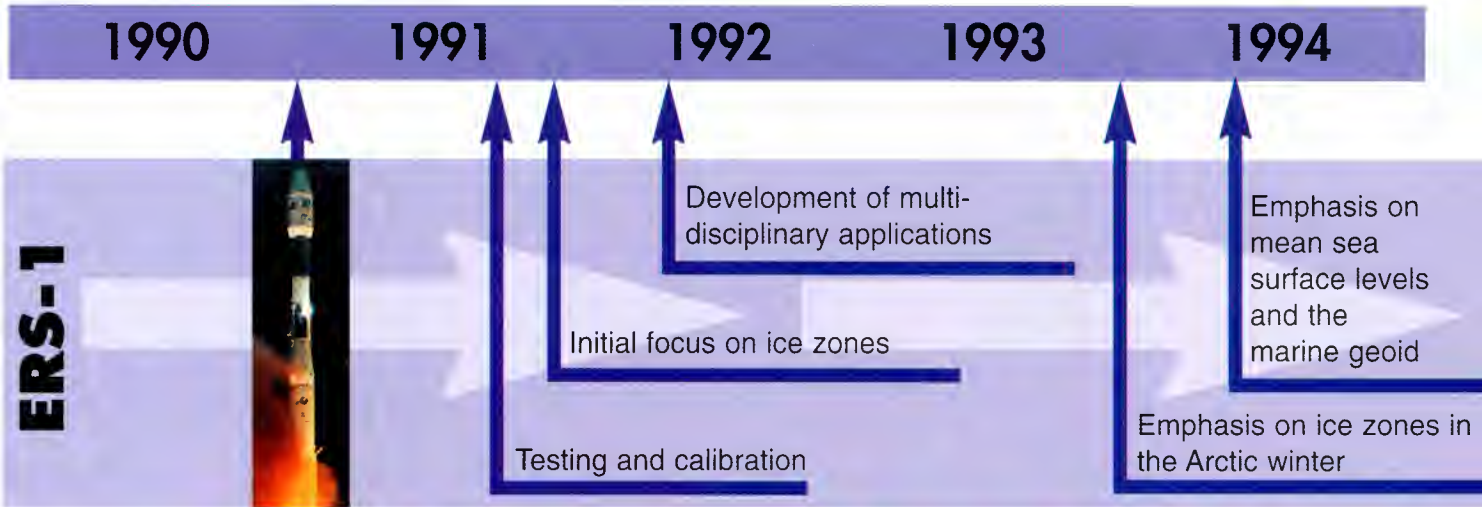 1990 1991 1992 1993 1994
ERS-1
Development of multi-
disciplinary applications
Initial focus on ice zones
Testing and calibration
Emphasis on
mean sea
surface levels
and the
marine geoid
Emphasis on ice zones in
the Arctic winter